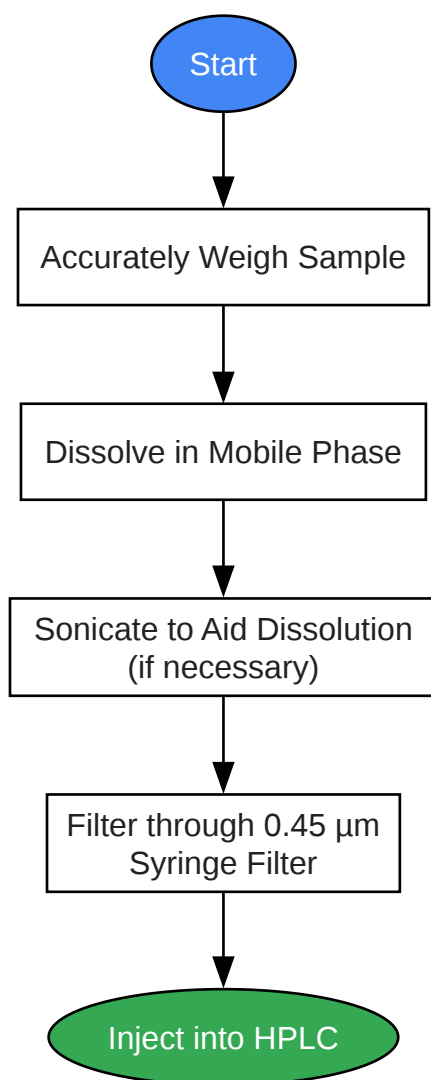 Start
Accurately Weigh Sample
Dissolve in Mobile Phase
Sonicate to Aid Dissolution
(if necessary)
Filter through 0.45 µm
Syringe Filter
Inject into HPLC